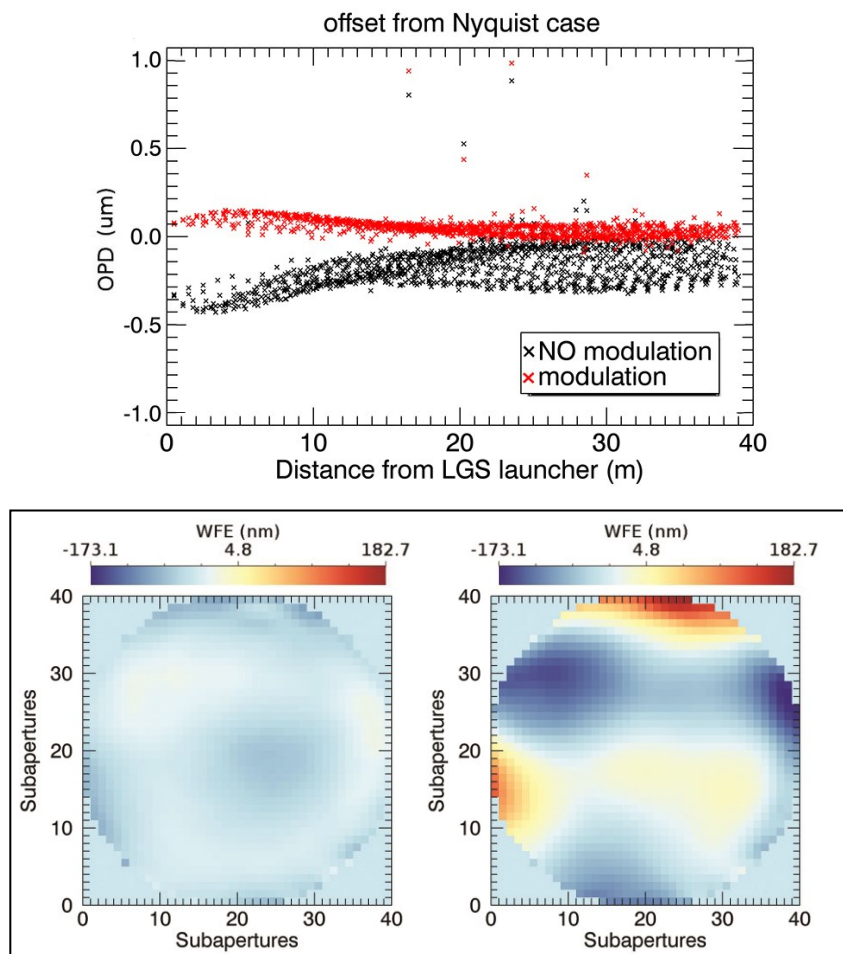 offset from Nyquist case
1.0
0.5
0.0
-0.5
-1.0
OPD (um)
× NO modulation
× modulation
0 10 20 30 40
Distance from LGS launcher (m)
WFE (nm) WFE (nm)
-173.1 4.8 182.7 -173.1 4.8 182.7
40 40
30 30
20 20
10 10
0 0
Subapertures Subapertures
0 10 20 30 40 0 10 20 30 40
Subapertures Subapertures